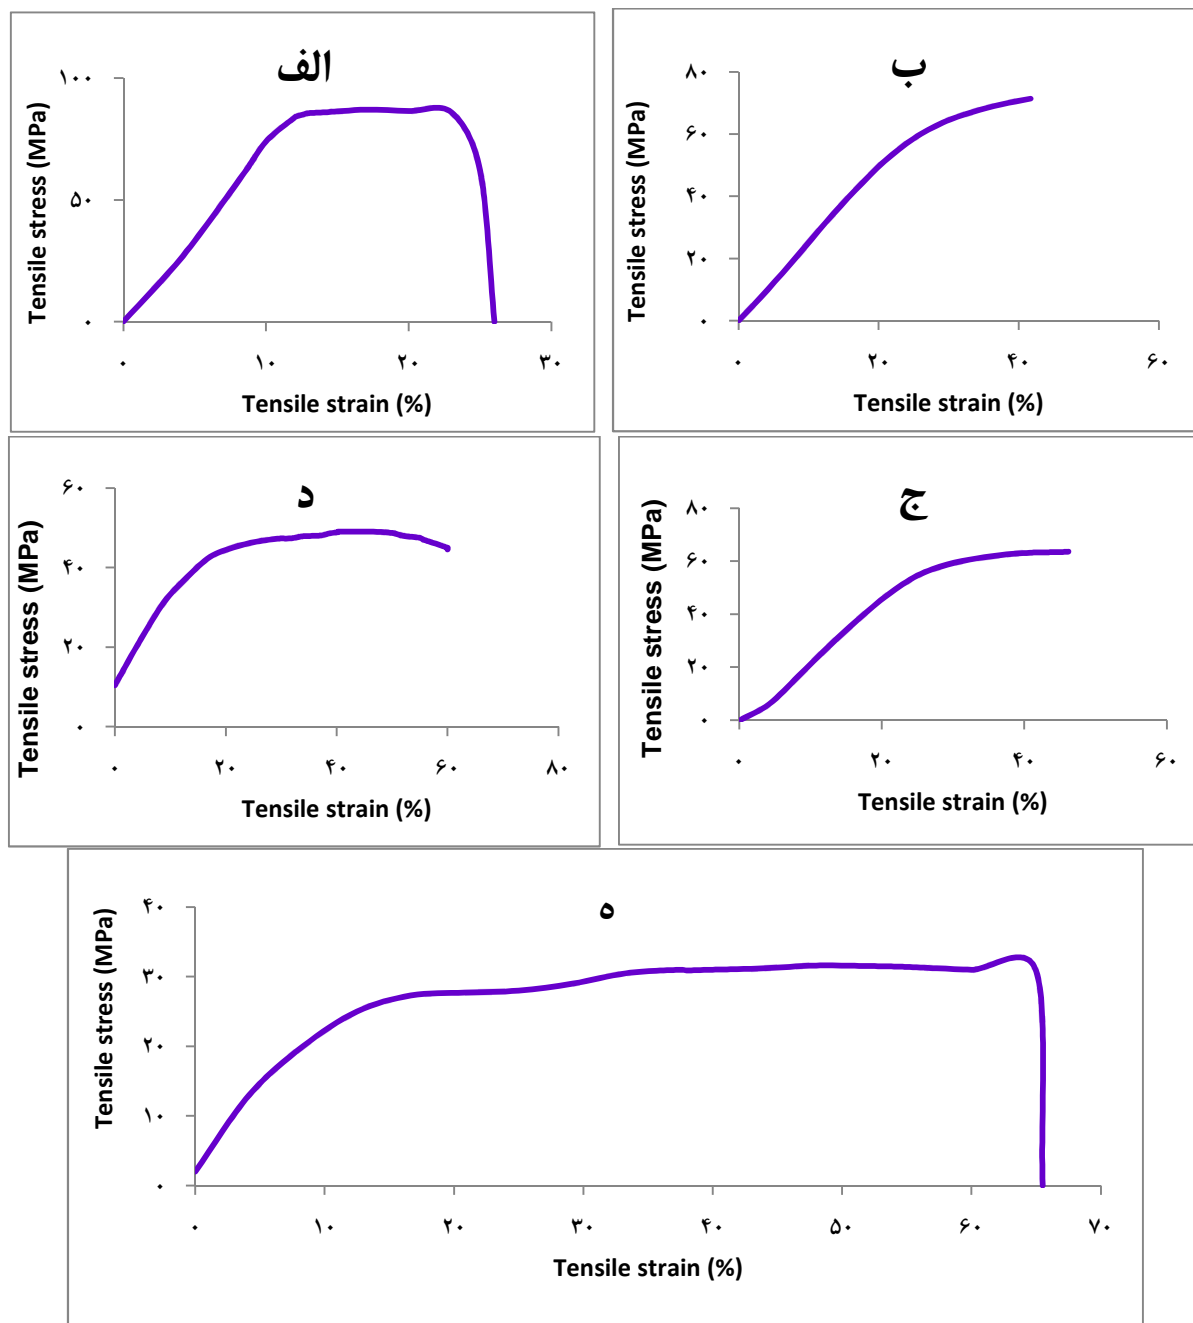 الف
Tensile stress (MPa)
۱۰۰
۵۰
۰
۰ ۱۰ ۲۰ ۳۰
Tensile strain (%)
ب
Tensile stress (MPa)
۸۰
۶۰
۴۰
۲۰
۰
۰ ۲۰ ۴۰ ۶۰
Tensile strain (%)
د
Tensile stress (MPa)
۶۰
۴۰
۲۰
۰
۰ ۲۰ ۴۰ ۶۰ ۸۰
Tensile strain (%)
ج
Tensile stress (MPa)
۸۰
۶۰
۴۰
۲۰
۰
۰ ۲۰ ۴۰ ۶۰
Tensile strain (%)
ه
Tensile stress (MPa)
۴۰
۳۰
۲۰
۱۰
۰
۰ ۱۰ ۲۰ ۳۰ ۴۰ ۵۰ ۶۰ ۷۰
Tensile strain (%)